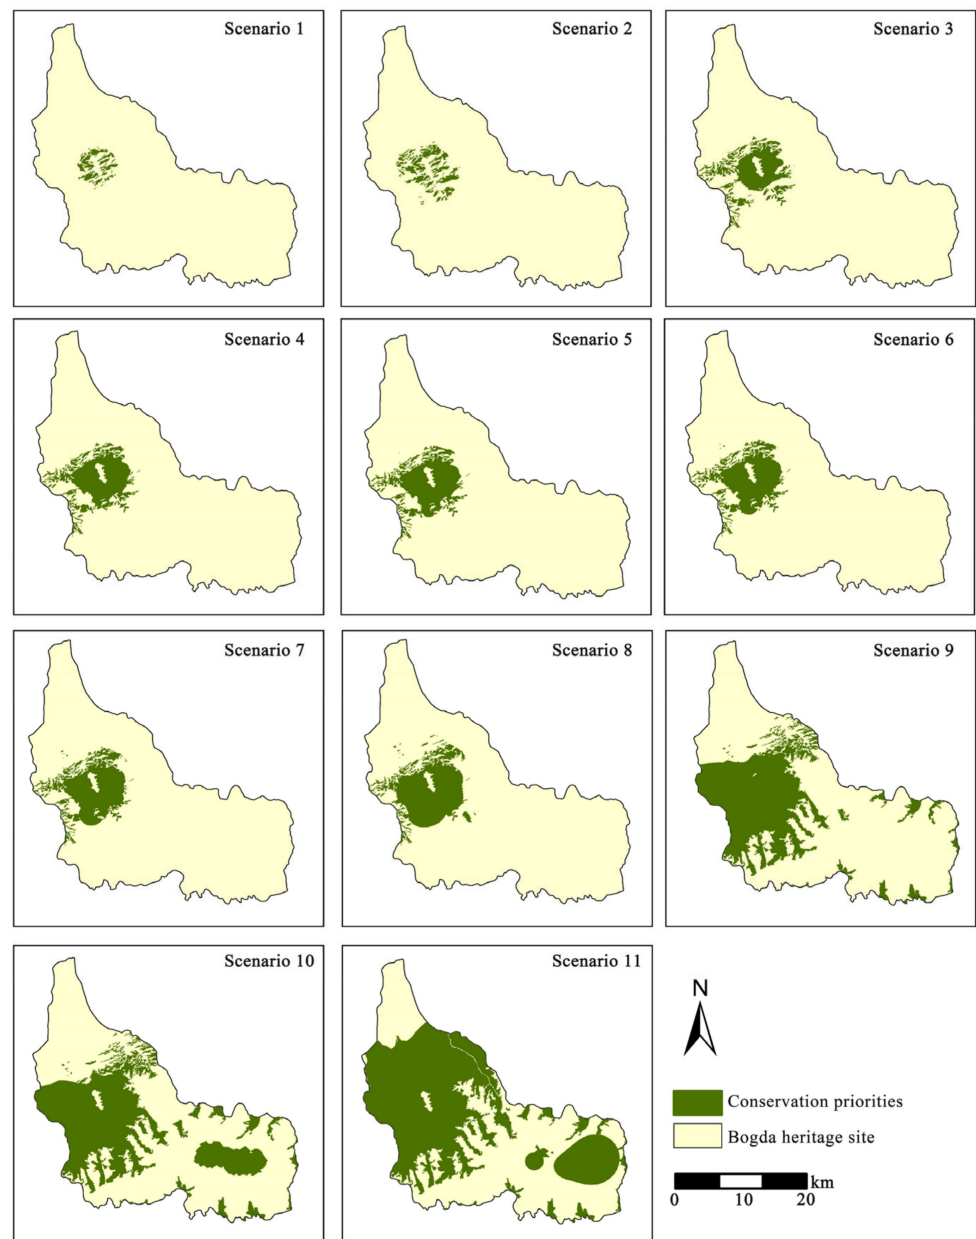 Scenario 1
Scenario 2
Scenario 3
Scenario 4
Scenario 5
Scenario 6
Scenario 7
Scenario 8
Scenario 9
Scenario 10
Scenario 11
N
Conservation priorities
Bogda heritage site
km
0 10 20